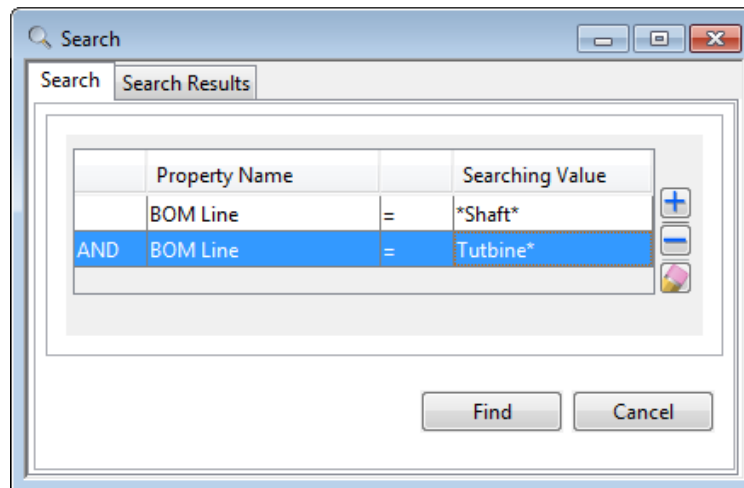 Search
Search Search Results
Property Name Searching Value
BOM Line = *Shaft*
AND BOM Line = Tutbine*
Find Cancel